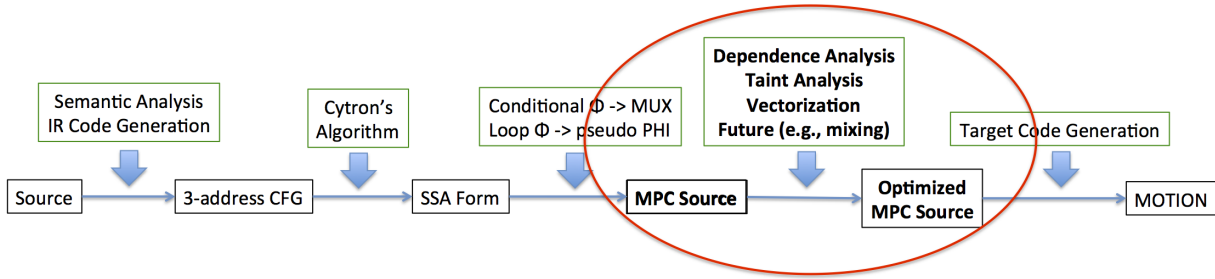 Semantic Analysis
IR Code Generation
Cytron's
Algorithm
Conditional Φ -> MUX
Loop Φ -> pseudo PHI
Dependence Analysis
Taint Analysis
Vectorization
Future (e.g., mixing)
Target Code Generation
Source
3-address CFG
SSA Form
MPC Source
Optimized
MPC Source
MOTION